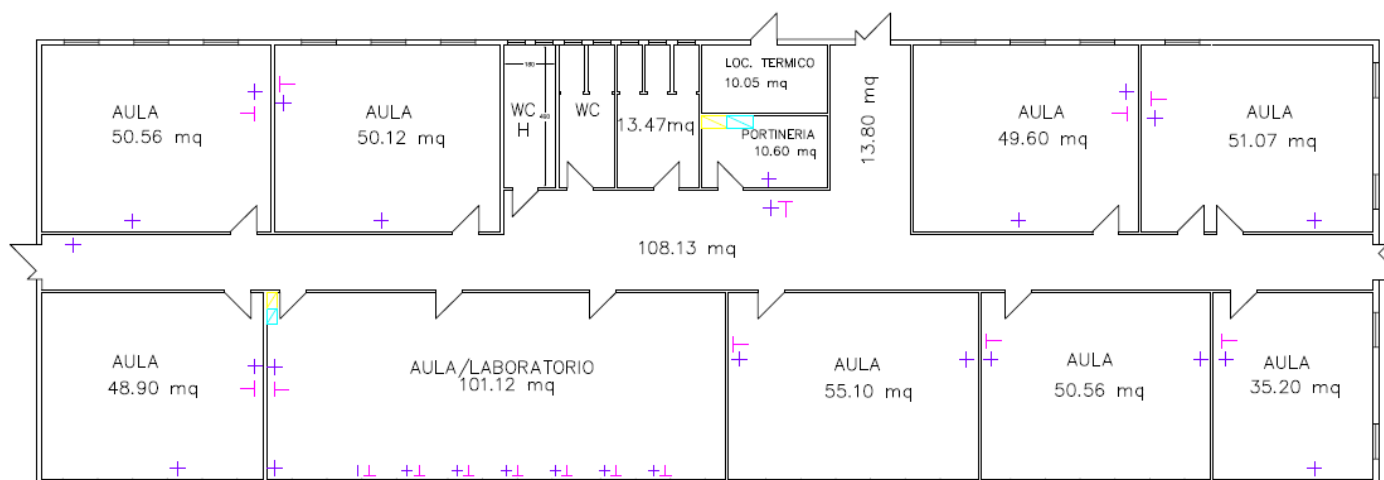 AULA
50.56 mq
AULA
50.12 mq
180
460
WC
H
WC
13.47mq
LOC. TERMICO
10.05 mq
PORTINERIA
10.60 mq
13.80 mq
AULA
49.60 mq
AULA
51.07 mq
108.13 mq
AULA
48.90 mq
AULA/LABORATORIO
101.12 mq
AULA
55.10 mq
AULA
50.56 mq
AULA
35.20 mq